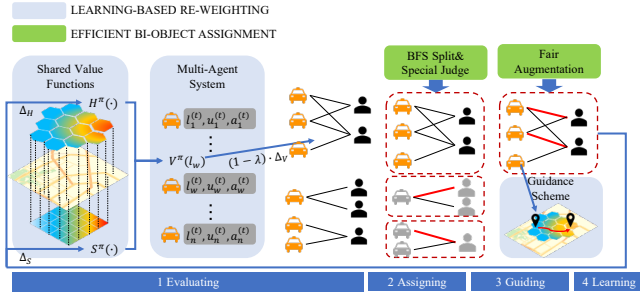 LEARNING-BASED RE-WEIGHTING
EFFICIENT BI-OBJECT ASSIGNMENT
Shared Value
Functions
Δ_H
H^π(·)
S^π(·)
Δ_S
Multi-Agent
System
l_1^(t), u_1^(t), a_1^(t)
⋮
V^π(l_w)
(1 − λ) · Δ_V
l_w^(t), u_w^(t), a_w^(t)
⋮
l_n^(t), u_n^(t), a_n^(t)
BFS Split&
Special Judge
Fair
Augmentation
Guidance
Scheme
1 Evaluating
2 Assigning
3 Guiding
4 Learning